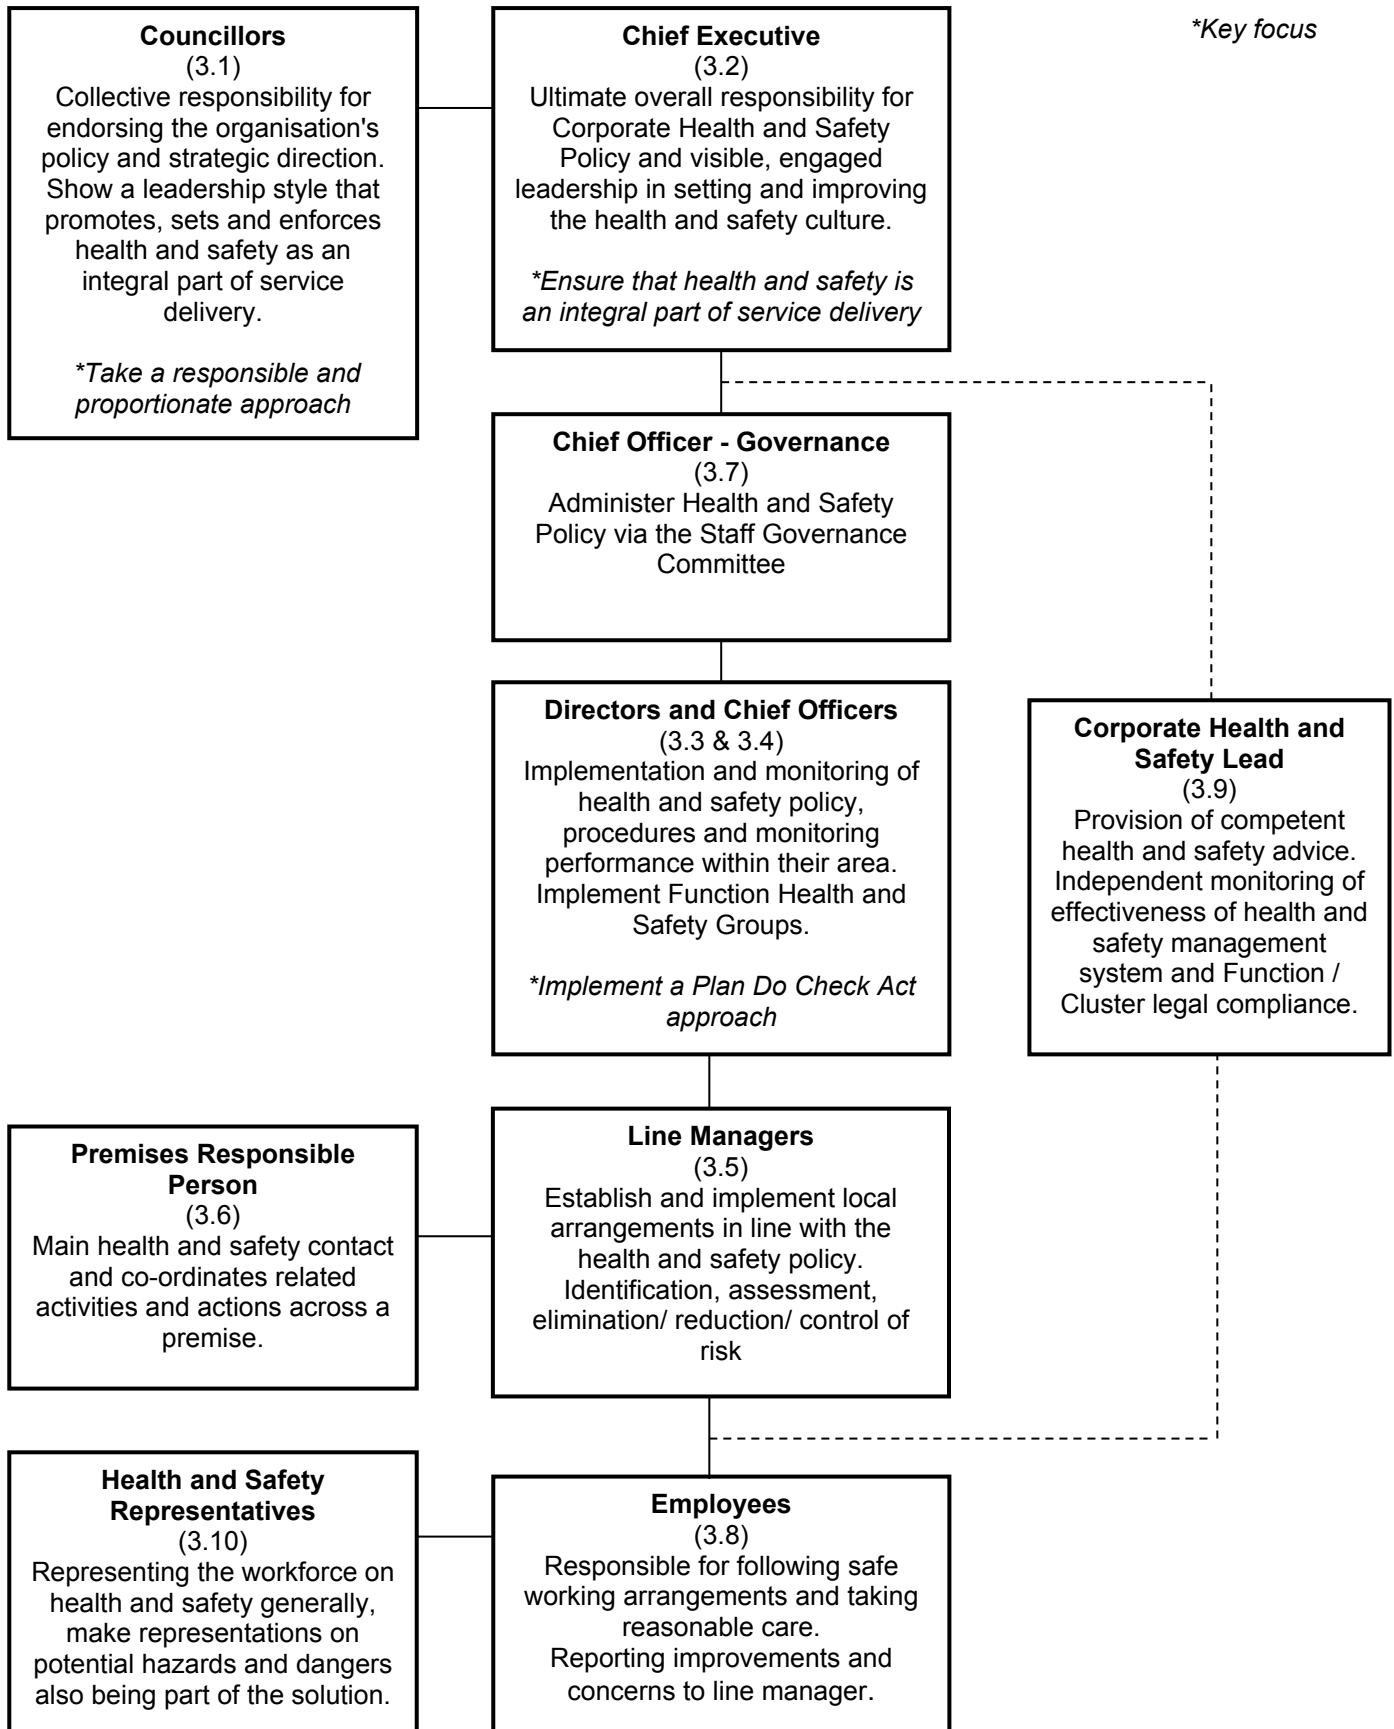 *Key focus
Councillors
(3.1)
Collective responsibility for
endorsing the organisation's
policy and strategic direction.
Show a leadership style that
promotes, sets and enforces
health and safety as an
integral part of service
delivery.
*Take a responsible and
proportionate approach
Chief Executive
(3.2)
Ultimate overall responsibility for
Corporate Health and Safety
Policy and visible, engaged
leadership in setting and improving
the health and safety culture.
*Ensure that health and safety is
an integral part of service delivery
Chief Officer - Governance
(3.7)
Administer Health and Safety
Policy via the Staff Governance
Committee
Directors and Chief Officers
(3.3 & 3.4)
Implementation and monitoring of
health and safety policy,
procedures and monitoring
performance within their area.
Implement Function Health and
Safety Groups.
*Implement a Plan Do Check Act
approach
Corporate Health and
Safety Lead
(3.9)
Provision of competent
health and safety advice.
Independent monitoring of
effectiveness of health and
safety management
system and Function /
Cluster legal compliance.
Premises Responsible
Person
(3.6)
Main health and safety contact
and co-ordinates related
activities and actions across a
premise.
Line Managers
(3.5)
Establish and implement local
arrangements in line with the
health and safety policy.
Identification, assessment,
elimination/ reduction/ control of
risk
Health and Safety
Representatives
(3.10)
Representing the workforce on
health and safety generally,
make representations on
potential hazards and dangers
also being part of the solution.
Employees
(3.8)
Responsible for following safe
working arrangements and taking
reasonable care.
Reporting improvements and
concerns to line manager.